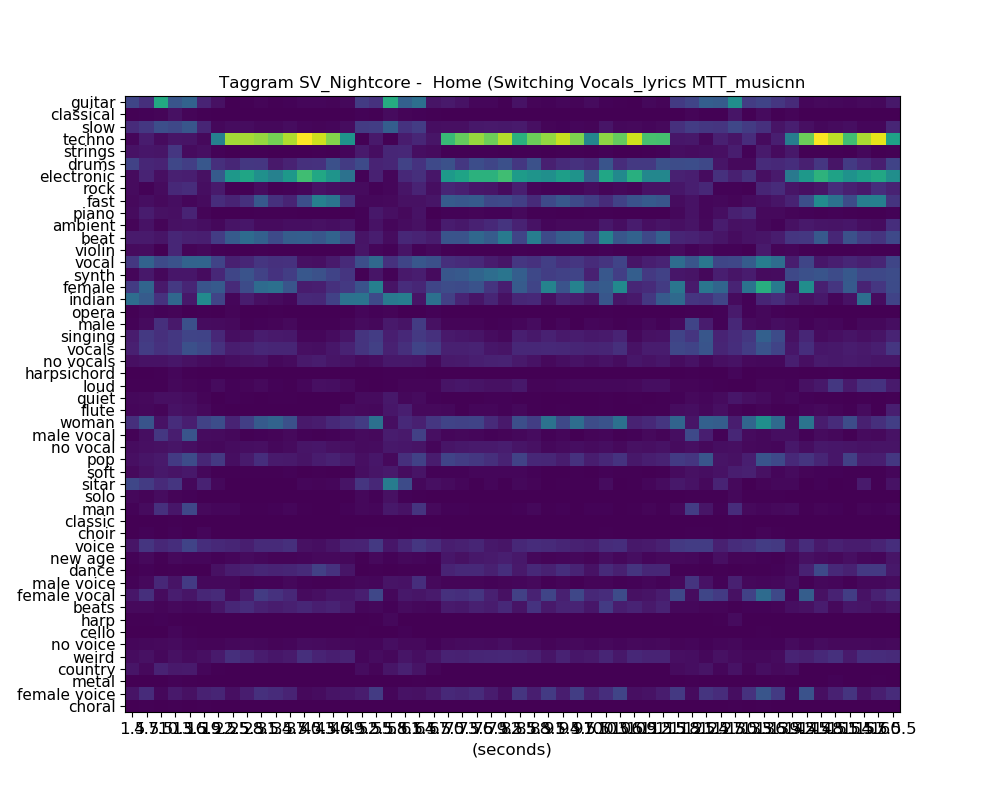 Taggram SV_Nightcore -  Home (Switching Vocals_lyrics MTT_musicnn
guitar
classical
slow
techno
strings
drums
electronic
rock
fast
piano
ambient
beat
violin
vocal
synth
female
indian
opera
male
singing
vocals
no vocals
harpsichord
loud
quiet
flute
woman
male vocal
no vocal
pop
soft
sitar
solo
man
classic
choir
voice
new age
dance
male voice
female vocal
beats
harp
cello
no voice
weird
country
metal
female voice
choral
(seconds)